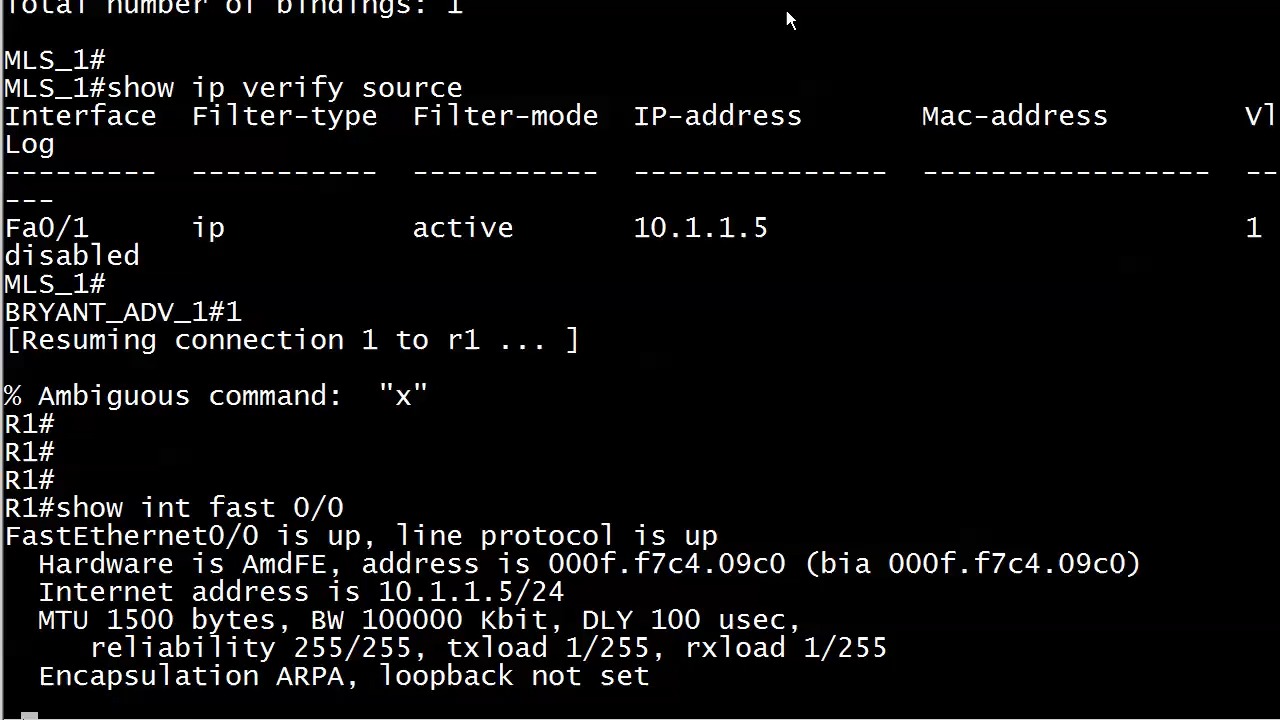 Total number of bindings: 1
MLS_1#
MLS_1#show ip verify source
Interface  Filter-type  Filter-mode  IP-address       Mac-address        Vl
Log
---------  -----------  -----------  ---------------  -----------------  --
---
Fa0/1      ip           active       10.1.1.5                            1
disabled
MLS_1#
BRYANT_ADV_1#1
[Resuming connection 1 to r1 ... ]
% Ambiguous command:  "x"
R1#
R1#
R1#
R1#show int fast 0/0
FastEthernet0/0 is up, line protocol is up
  Hardware is AmdFE, address is 000f.f7c4.09c0 (bia 000f.f7c4.09c0)
  Internet address is 10.1.1.5/24
  MTU 1500 bytes, BW 100000 Kbit, DLY 100 usec,
     reliability 255/255, txload 1/255, rxload 1/255
  Encapsulation ARPA, loopback not set